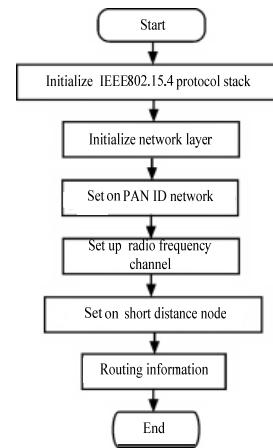 Start
Initialize IEEE802.15.4 protocol stack
Initialize network layer
Set on PAN ID network
Set up radio frequency
channel
Set on short distance node
Routing information
End